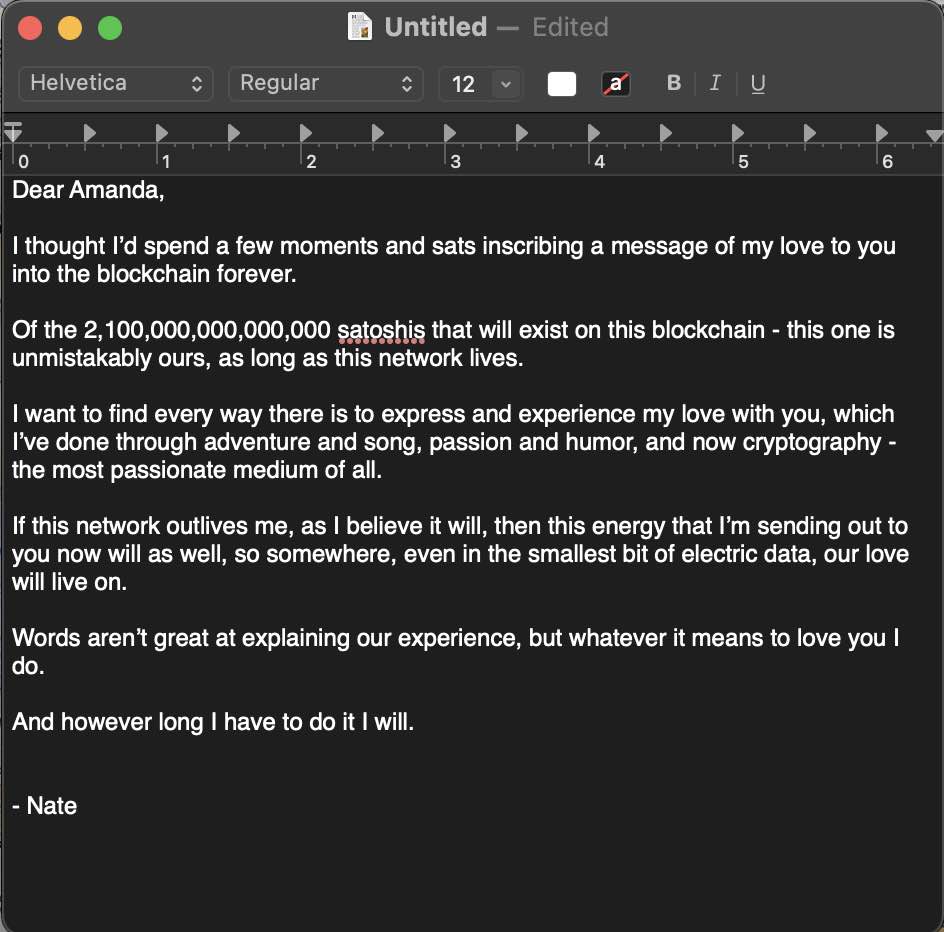 Untitled — Edited
Helvetica Regular 12 a B I U
0 1 2 3 4 5 6
Dear Amanda,
I thought I’d spend a few moments and sats inscribing a message of my love to you
into the blockchain forever.
Of the 2,100,000,000,000,000 satoshis that will exist on this blockchain - this one is
unmistakably ours, as long as this network lives.
I want to find every way there is to express and experience my love with you, which
I’ve done through adventure and song, passion and humor, and now cryptography -
the most passionate medium of all.
If this network outlives me, as I believe it will, then this energy that I’m sending out to
you now will as well, so somewhere, even in the smallest bit of electric data, our love
will live on.
Words aren’t great at explaining our experience, but whatever it means to love you I
do.
And however long I have to do it I will.
- Nate